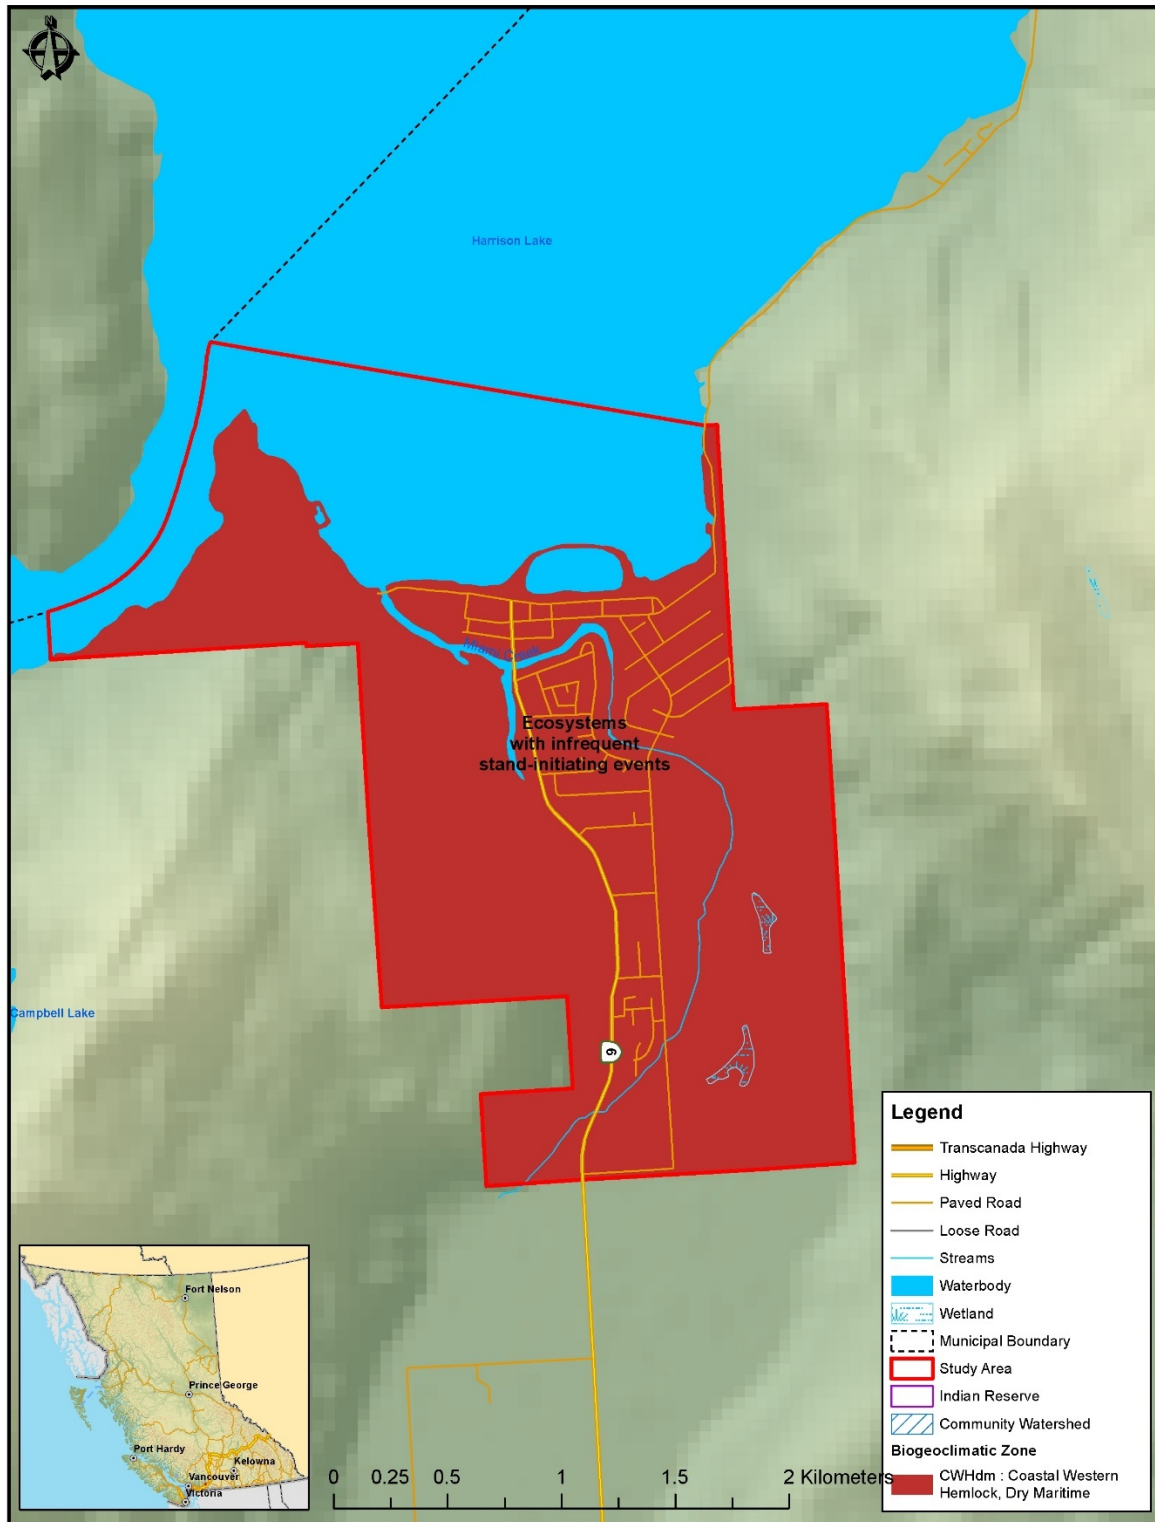 N
Harrison Lake
Miami Creek
Ecosystems
with infrequent
stand-initiating events
Campbell Lake
9
Legend
Transcanada Highway
Highway
Paved Road
Loose Road
Streams
Waterbody
Wetland
Municipal Boundary
Study Area
Indian Reserve
Community Watershed
Biogeoclimatic Zone
CWHdm : Coastal Western
Hemlock, Dry Maritime
Fort Nelson
Prince George
Port Hardy
Kelowna
Vancouver
Victoria
0 0.25 0.5 1 1.5 2 Kilometers